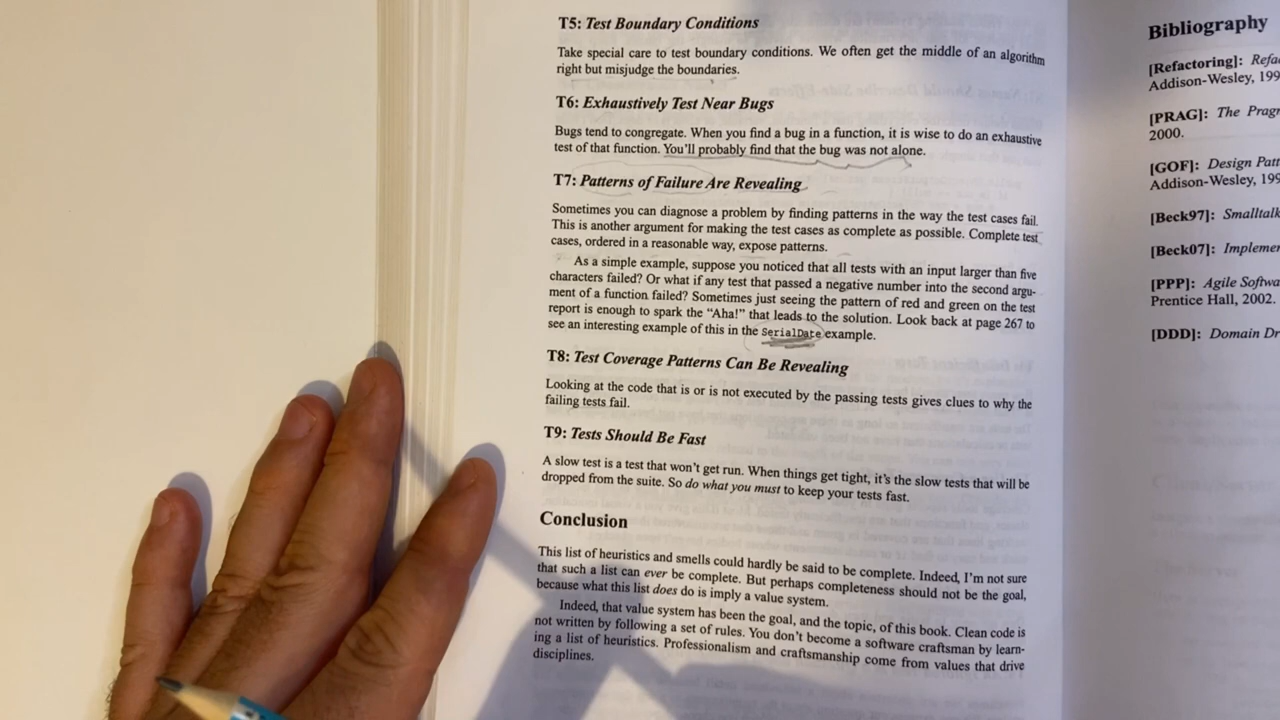 T5: Test Boundary Conditions
Take special care to test boundary conditions. We often get the middle of an algorithm
right but misjudge the boundaries.
T6: Exhaustively Test Near Bugs
Bugs tend to congregate. When you find a bug in a function, it is wise to do an exhaustive
test of that function. You'll probably find that the bug was not alone.
T7: Patterns of Failure Are Revealing
Sometimes you can diagnose a problem by finding patterns in the way the test cases fail.
This is another argument for making the test cases as complete as possible. Complete test
cases, ordered in a reasonable way, expose patterns.
As a simple example, suppose you noticed that all tests with an input larger than five
characters failed? Or what if any test that passed a negative number into the second argu-
ment of a function failed? Sometimes just seeing the pattern of red and green on the test
report is enough to spark the “Aha!” that leads to the solution. Look back at page 267 to
see an interesting example of this in the SerialDate example.
T8: Test Coverage Patterns Can Be Revealing
Looking at the code that is or is not executed by the passing tests gives clues to why the
failing tests fail.
T9: Tests Should Be Fast
A slow test is a test that won't get run. When things get tight, it's the slow tests that will be
dropped from the suite. So do what you must to keep your tests fast.
Conclusion
This list of heuristics and smells could hardly be said to be complete. Indeed, I'm not sure
that such a list can ever be complete. But perhaps completeness should not be the goal,
because what this list does do is imply a value system.
Indeed, that value system has been the goal, and the topic, of this book. Clean code is
not written by following a set of rules. You don't become a software craftsman by learn-
ing a list of heuristics. Professionalism and craftsmanship come from values that drive
disciplines.
Bibliography
[Refactoring]: Refa
Addison-Wesley, 199
[PRAG]: The Pragr
2000.
[GOF]: Design Patt
Addison-Wesley, 199
[Beck97]: Smalltalk
[Beck07]: Implemen
[PPP]: Agile Softwa
Prentice Hall, 2002.
[DDD]: Domain Dr